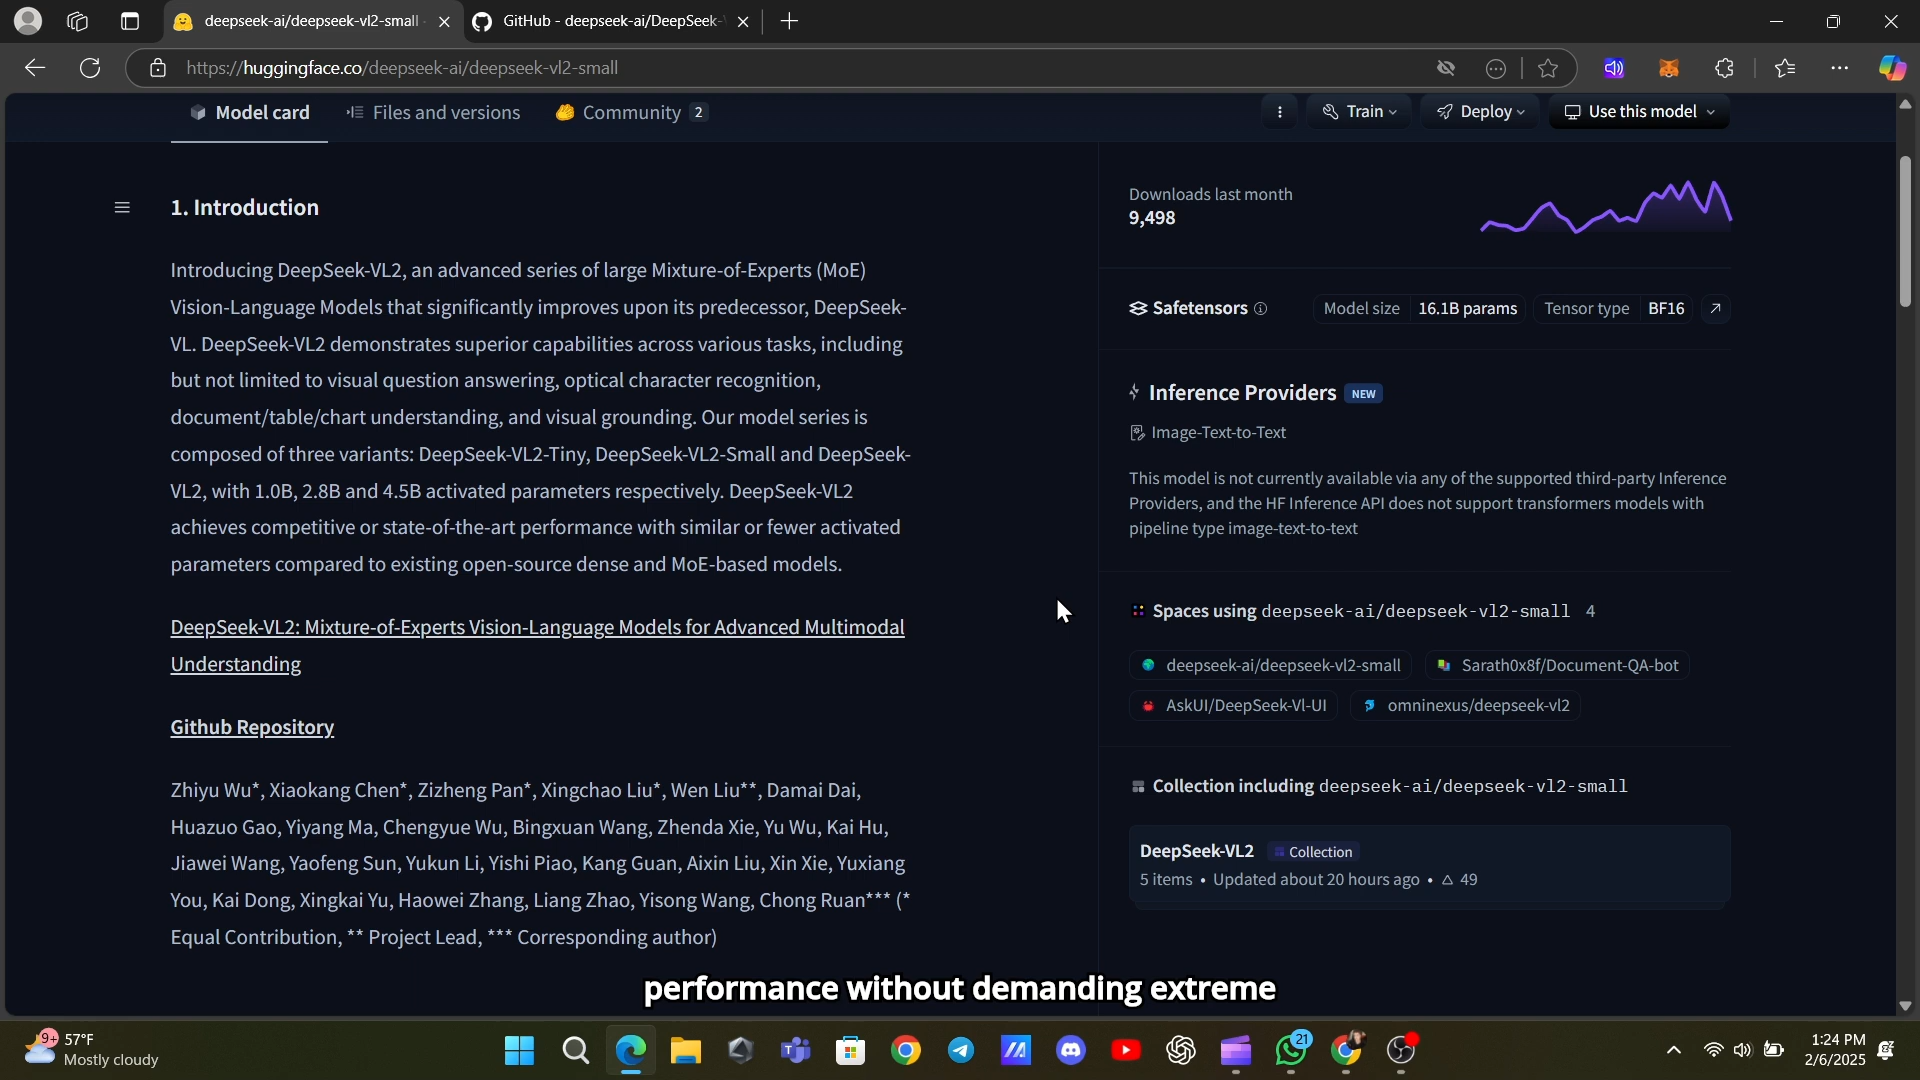 deepseek-ai/deepseek-vl2-small
GitHub - deepseek-ai/DeepSeek-
https://huggingface.co/deepseek-ai/deepseek-vl2-small
Model card
Files and versions
Community 2
Train
Deploy
Use this model
1. Introduction
Introducing DeepSeek-VL2, an advanced series of large Mixture-of-Experts (MoE)
Vision-Language Models that significantly improves upon its predecessor, DeepSeek-
VL. DeepSeek-VL2 demonstrates superior capabilities across various tasks, including
but not limited to visual question answering, optical character recognition,
document/table/chart understanding, and visual grounding. Our model series is
composed of three variants: DeepSeek-VL2-Tiny, DeepSeek-VL2-Small and DeepSeek-
VL2, with 1.0B, 2.8B and 4.5B activated parameters respectively. DeepSeek-VL2
achieves competitive or state-of-the-art performance with similar or fewer activated
parameters compared to existing open-source dense and MoE-based models.
DeepSeek-VL2: Mixture-of-Experts Vision-Language Models for Advanced Multimodal
Understanding
Github Repository
Zhiyu Wu*, Xiaokang Chen*, Zizheng Pan*, Xingchao Liu*, Wen Liu**, Damai Dai,
Huazuo Gao, Yiyang Ma, Chengyue Wu, Bingxuan Wang, Zhenda Xie, Yu Wu, Kai Hu,
Jiawei Wang, Yaofeng Sun, Yukun Li, Yishi Piao, Kang Guan, Aixin Liu, Xin Xie, Yuxiang
You, Kai Dong, Xingkai Yu, Haowei Zhang, Liang Zhao, Yisong Wang, Chong Ruan*** (*
Equal Contribution, ** Project Lead, *** Corresponding author)
Downloads last month
9,498
Safetensors
Model size 16.1B params
Tensor type BF16
Inference Providers NEW
Image-Text-to-Text
This model is not currently available via any of the supported third-party Inference
Providers, and the HF Inference API does not support transformers models with
pipeline type image-text-to-text
Spaces using deepseek-ai/deepseek-vl2-small 4
deepseek-ai/deepseek-vl2-small
Sarath0x8f/Document-QA-bot
AskUI/DeepSeek-Vl-UI
omninexus/deepseek-vl2
Collection including deepseek-ai/deepseek-vl2-small
DeepSeek-VL2 Collection
5 items • Updated about 20 hours ago • 49
performance without demanding extreme
9+
57°F
Mostly cloudy
21
1:24 PM
2/6/2025